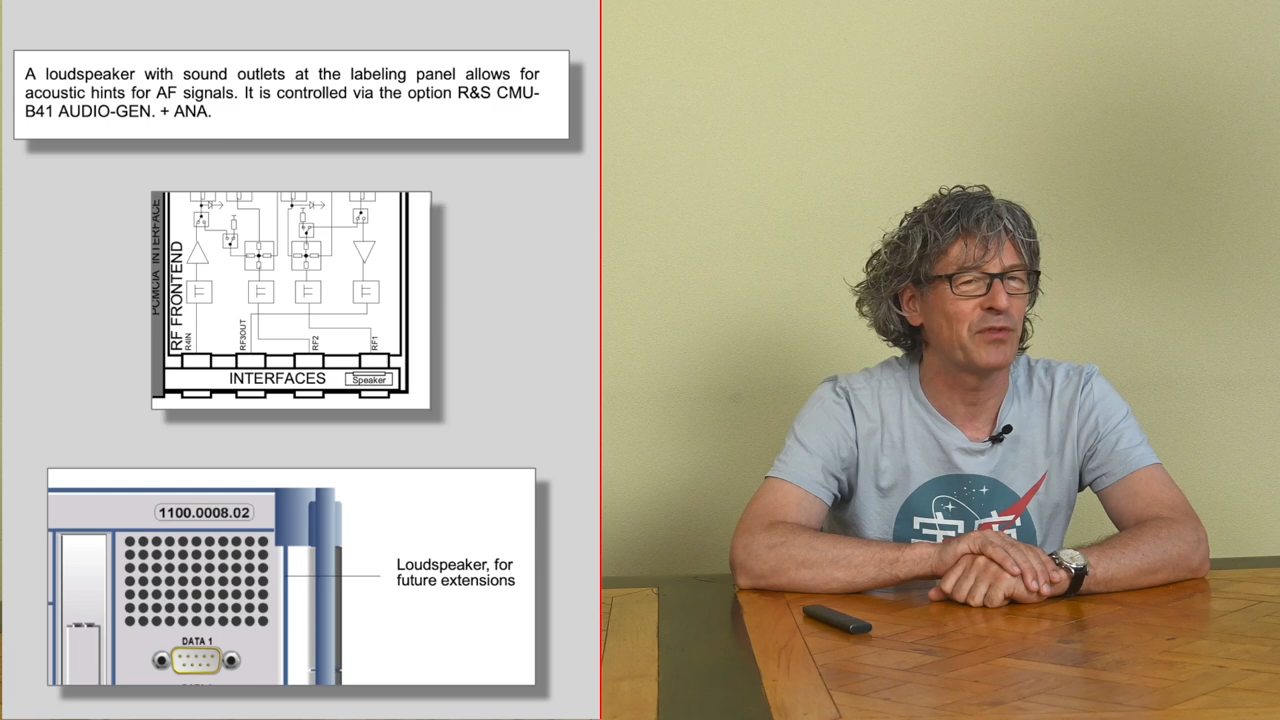 A loudspeaker with sound outlets at the labeling panel allows for
acoustic hints for AF signals. It is controlled via the option R&S CMU-
B41 AUDIO-GEN. + ANA.
PCMCIA INTERFACE
RF FRONTEND
R4IN
RF3OUT
RF2
RF1
INTERFACES
Speaker
1100.0008.02
Loudspeaker, for
future extensions
DATA 1